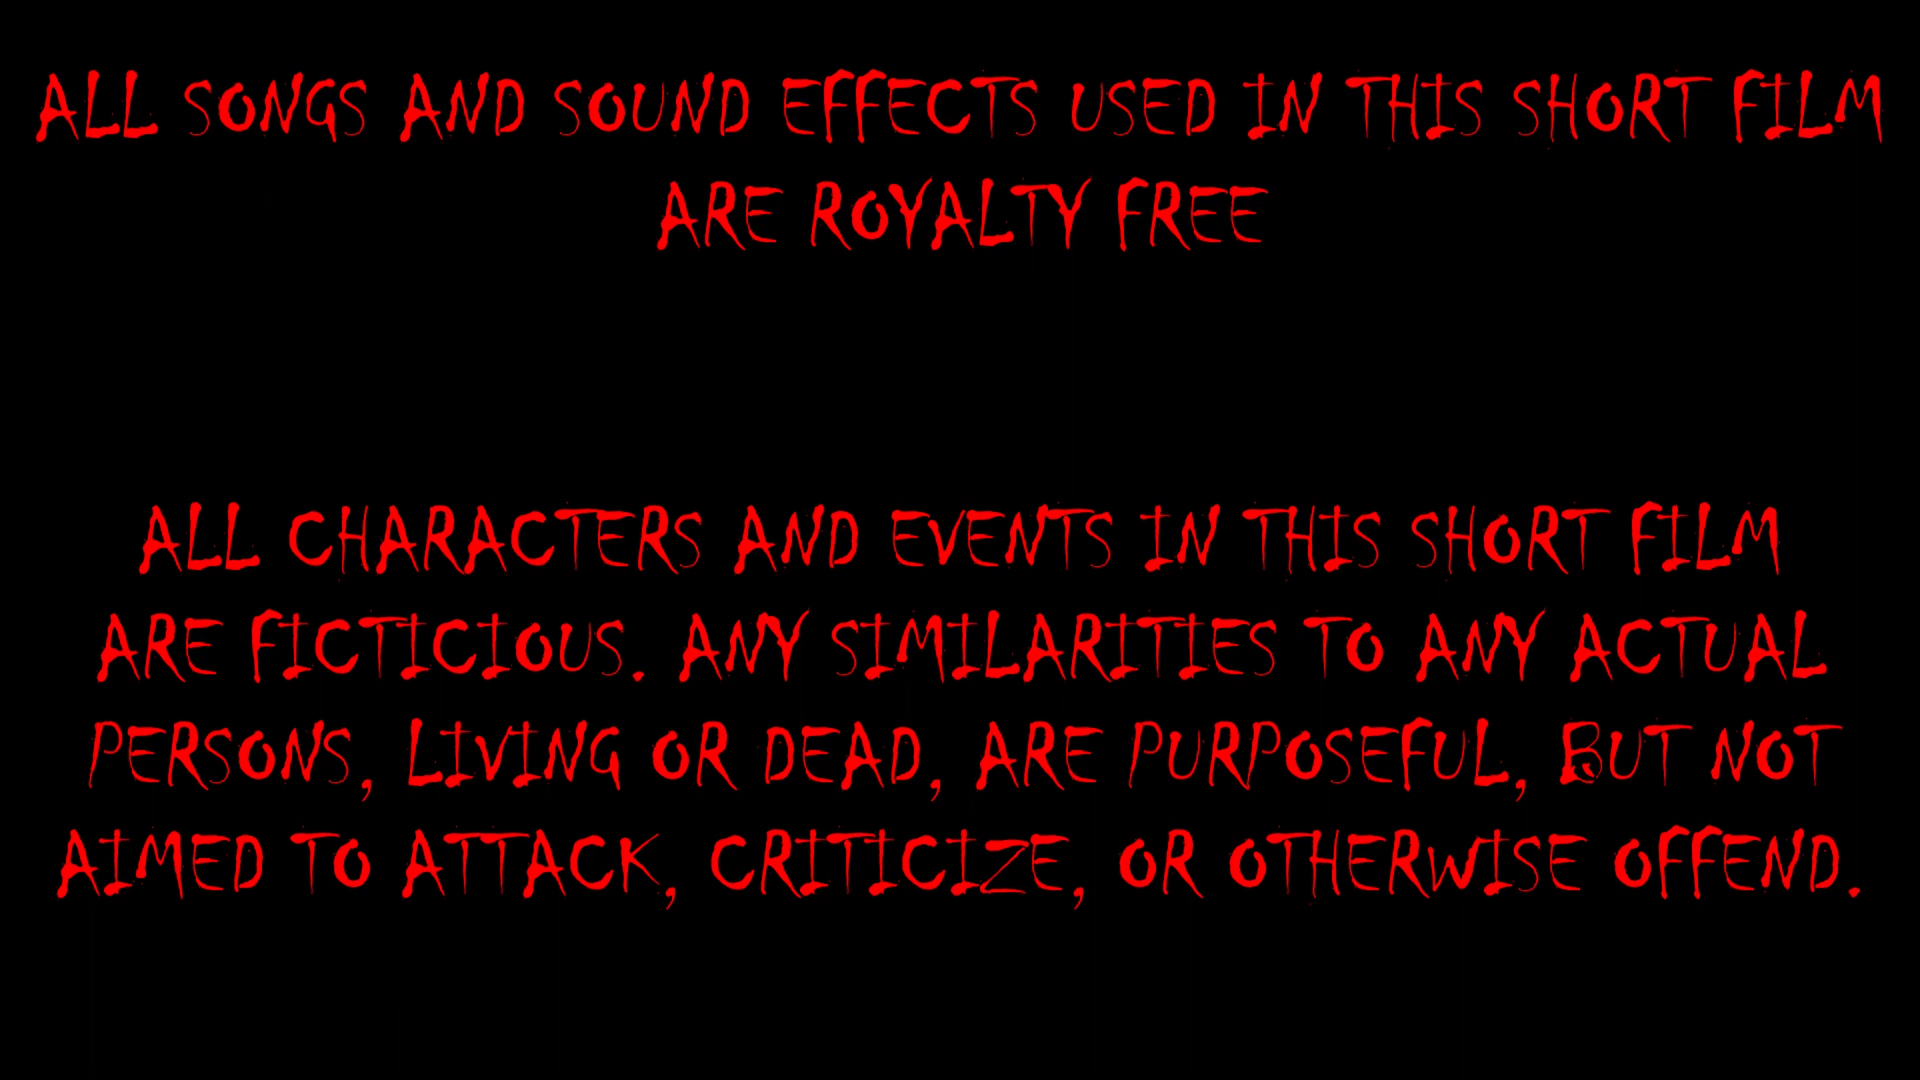 ALL SONGS AND SOUND EFFECTS USED IN THIS SHORT FILM
ARE ROYALTY FREE
ALL CHARACTERS AND EVENTS IN THIS SHORT FILM
ARE FICTICIOUS. ANY SIMILARITIES TO ANY ACTUAL
PERSONS, LIVING OR DEAD, ARE PURPOSEFUL, BUT NOT
AIMED TO ATTACK, CRITICIZE, OR OTHERWISE OFFEND.